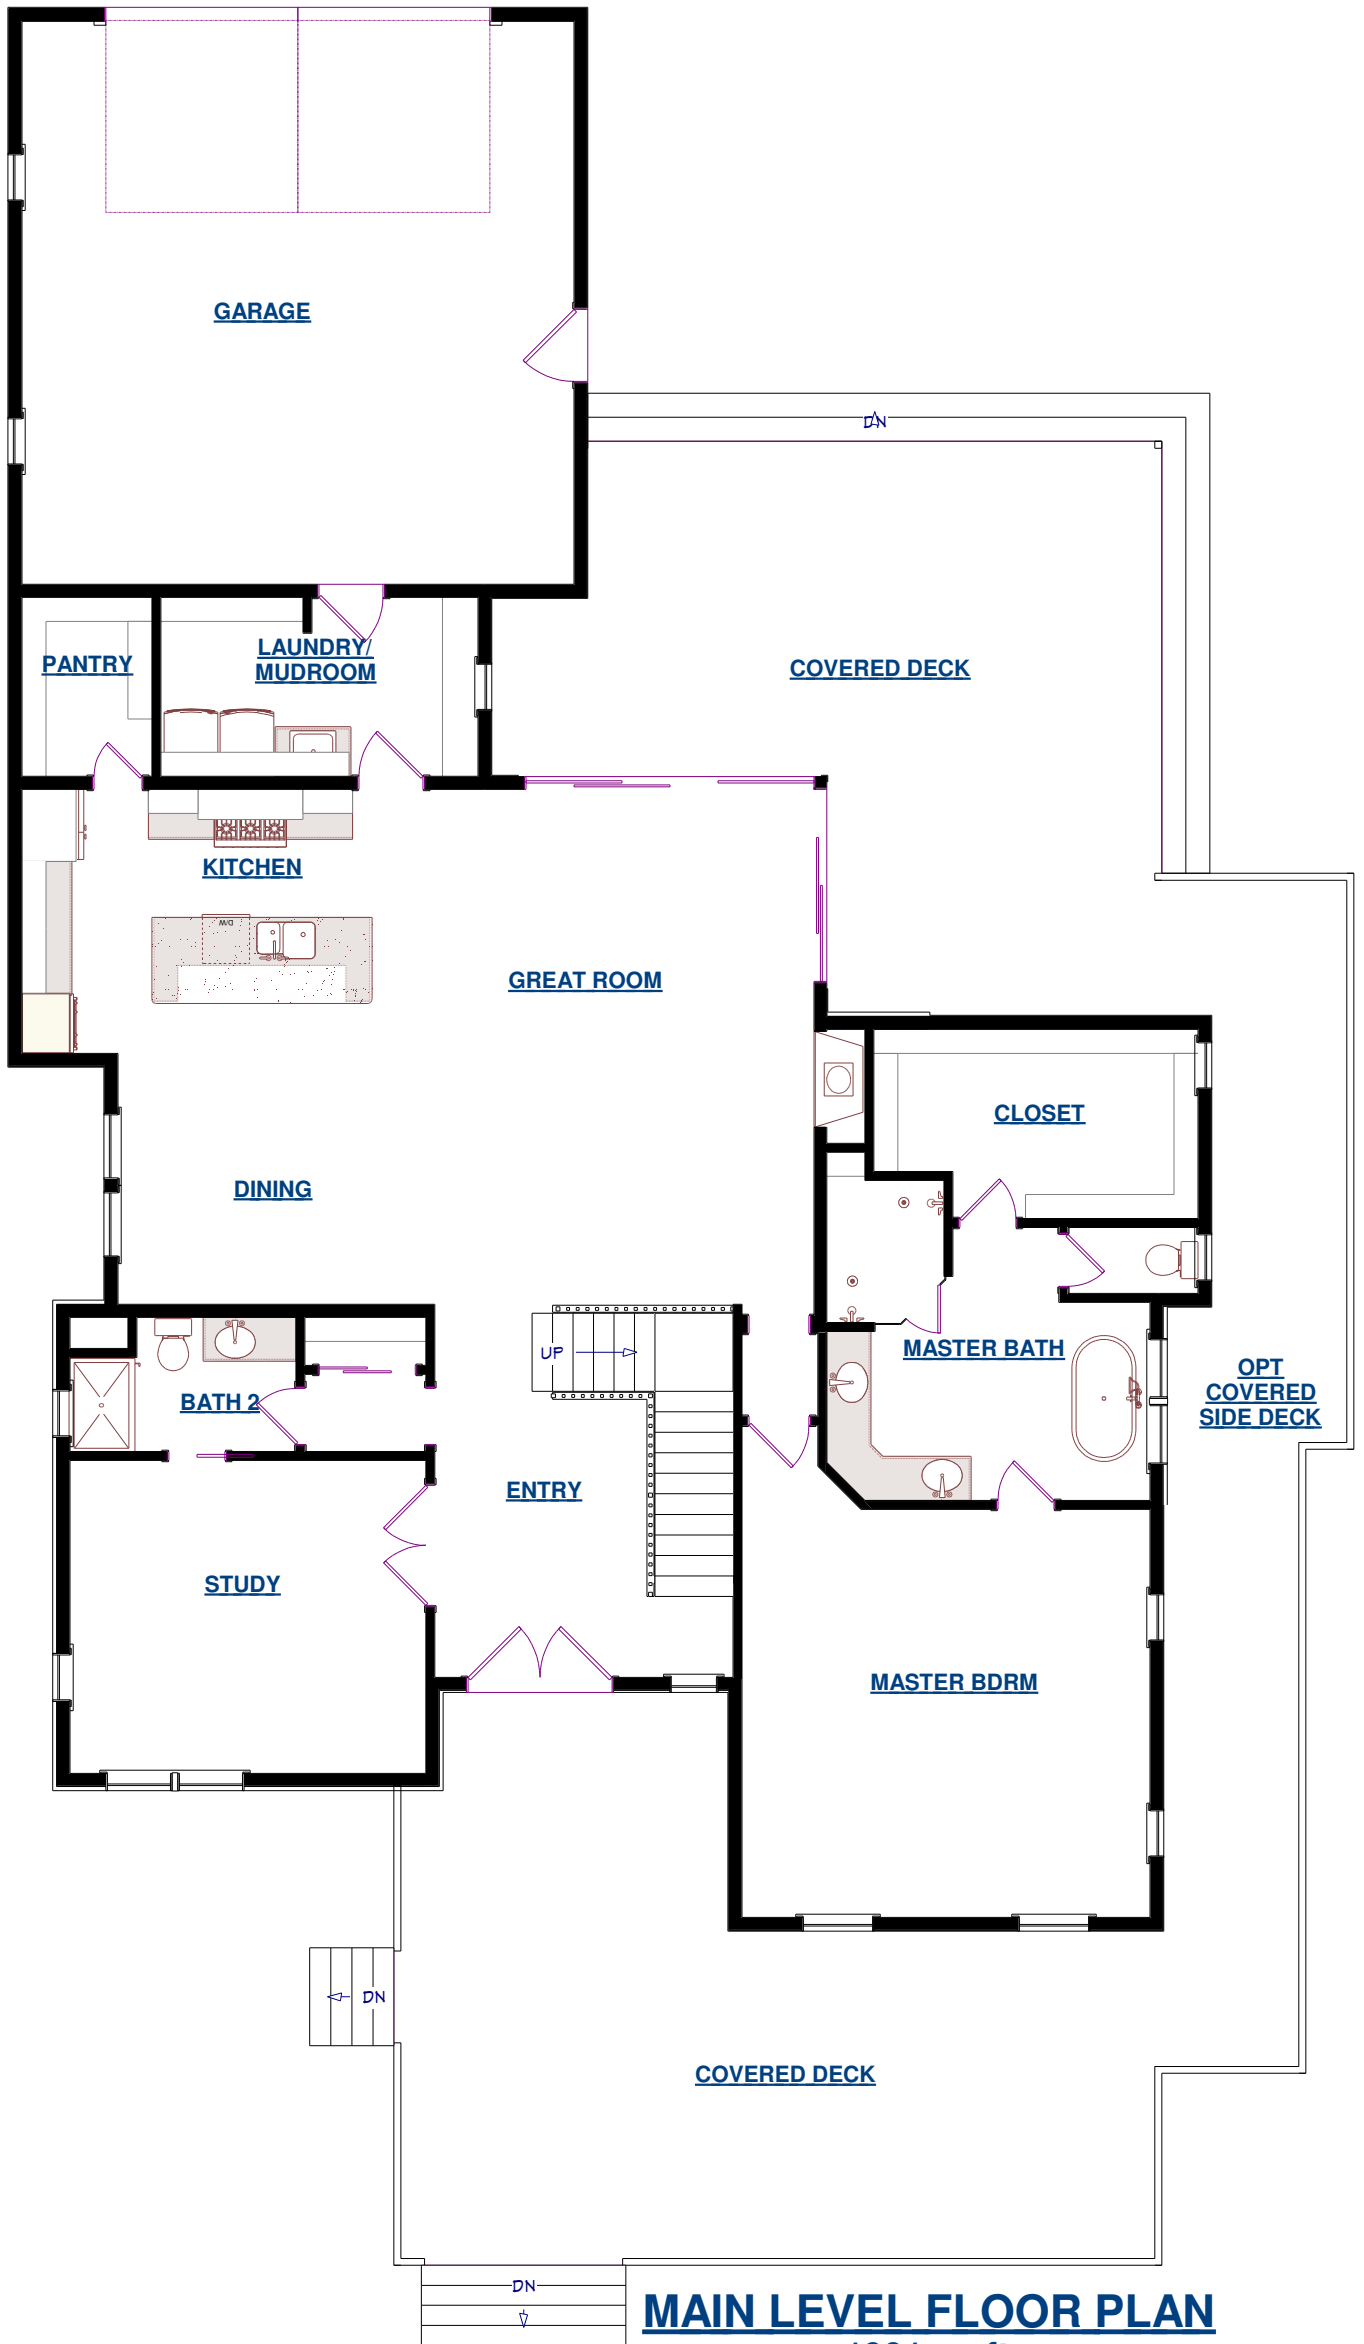 GARAGE
DN
PANTRY
LAUNDRY/
MUDROOM
COVERED DECK
KITCHEN
D/W
GREAT ROOM
CLOSET
DINING
UP
MASTER BATH
OPT
COVERED
SIDE DECK
BATH 2
ENTRY
STUDY
MASTER BDRM
DN
COVERED DECK
DN
MAIN LEVEL FLOOR PLAN